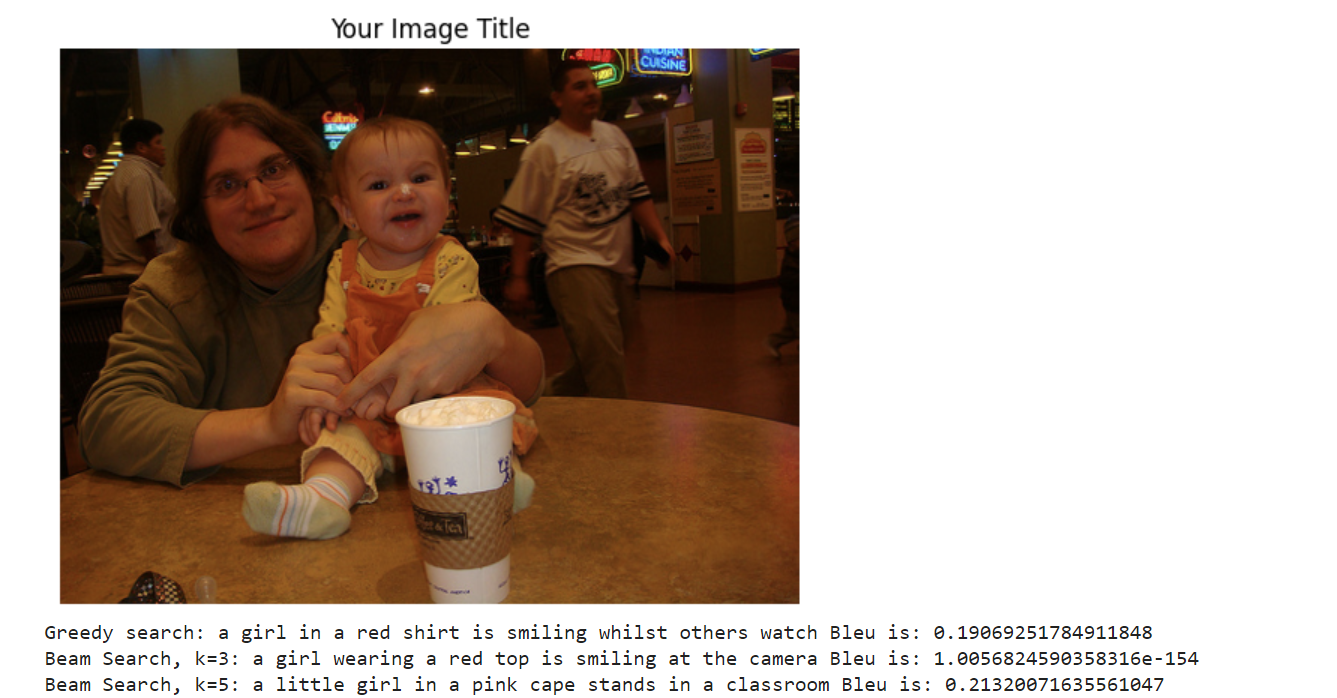 Your Image Title
INDIAN
CUISINE
Greedy search: a girl in a red shirt is smiling whilst others watch Bleu is: 0.19069251784911848
Beam Search, k=3: a girl wearing a red top is smiling at the camera Bleu is: 1.0056824590358316e-154
Beam Search, k=5: a little girl in a pink cape stands in a classroom Bleu is: 0.21320071635561047